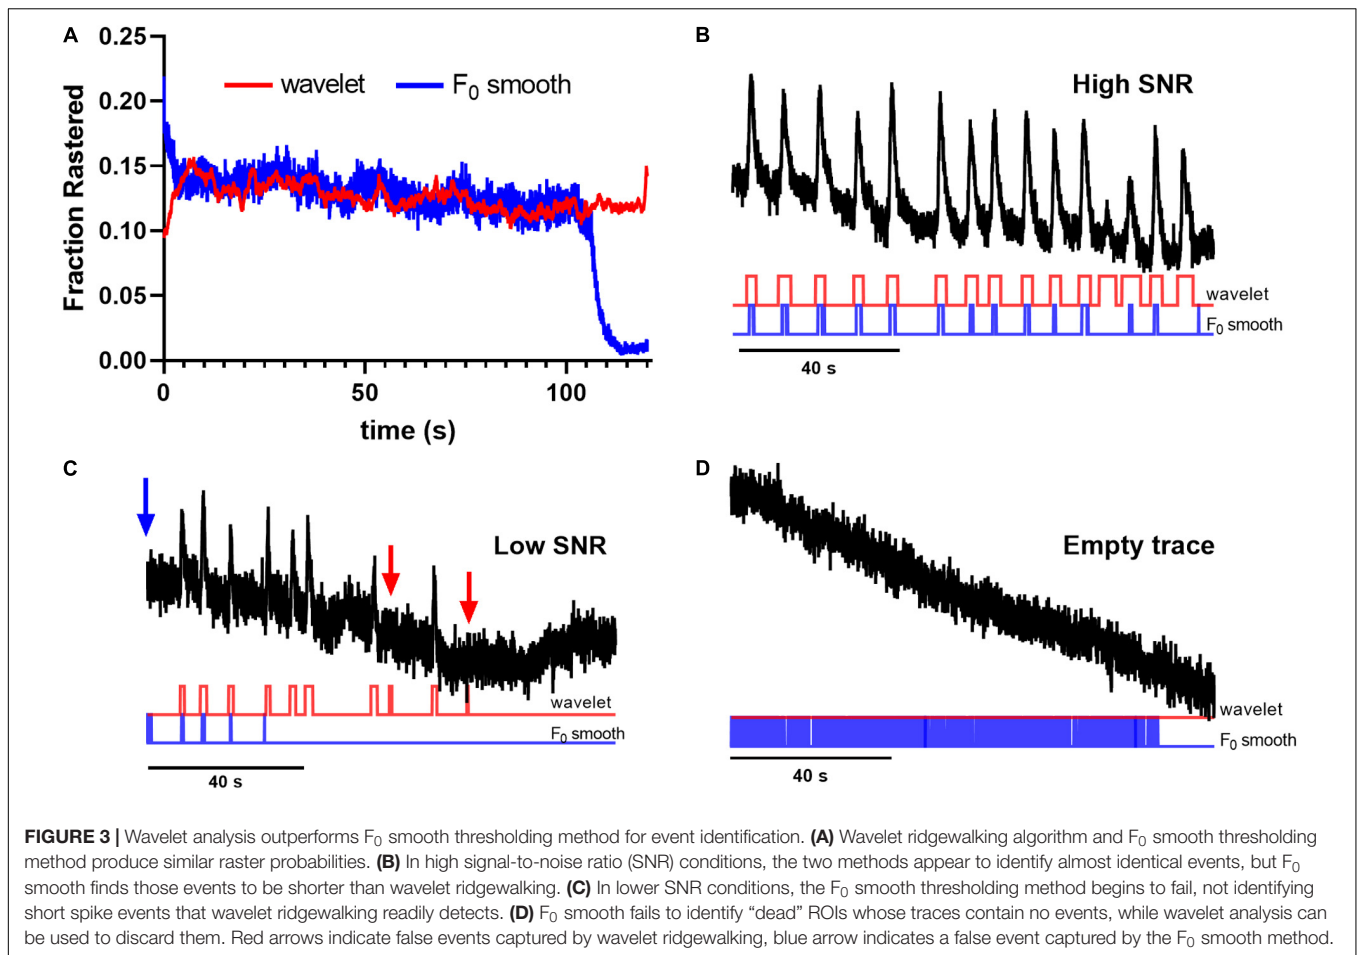 A
0.25
0.20
0.15
0.10
0.05
0.00
Fraction Rastered
wavelet
F₀ smooth
0
50
100
time (s)
B
High SNR
wavelet
F₀ smooth
40 s
C
Low SNR
wavelet
F₀ smooth
40 s
D
Empty trace
wavelet
F₀ smooth
40 s
FIGURE 3 | Wavelet analysis outperforms F₀ smooth thresholding method for event identification. (A) Wavelet ridgewalking algorithm and F₀ smooth thresholding
method produce similar raster probabilities. (B) In high signal-to-noise ratio (SNR) conditions, the two methods appear to identify almost identical events, but F₀
smooth finds those events to be shorter than wavelet ridgewalking. (C) In lower SNR conditions, the F₀ smooth thresholding method begins to fail, not identifying
short spike events that wavelet ridgewalking readily detects. (D) F₀ smooth fails to identify “dead” ROIs whose traces contain no events, while wavelet analysis can
be used to discard them. Red arrows indicate false events captured by wavelet ridgewalking, blue arrow indicates a false event captured by the F₀ smooth method.